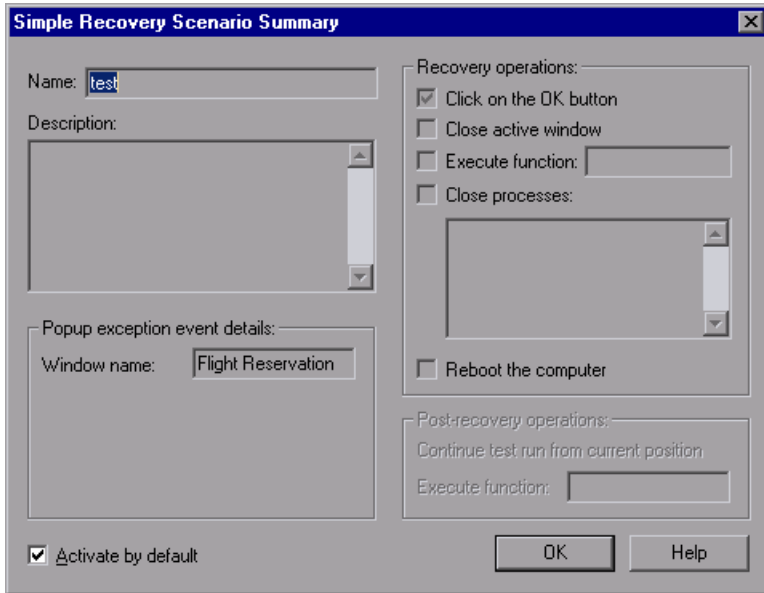 Simple Recovery Scenario Summary
Name: test
Description:
Popup exception event details:
Window name: Flight Reservation
Activate by default
Recovery operations:
Click on the OK button
Close active window
Execute function:
Close processes:
Reboot the computer
Post-recovery operations:
Continue test run from current position
Execute function:
OK Help